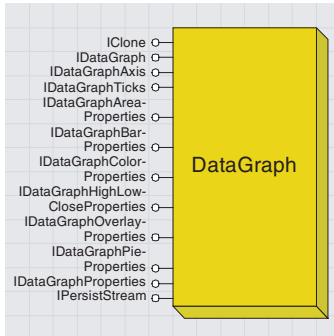 IClone
IDataGraph
IDataGraphAxis
IDataGraphTicks
IDataGraphArea-
Properties
IDataGraphBar-
Properties
IDataGraphColor-
Properties
IDataGraphHighLow-
CloseProperties
IDataGraphOverlay-
Properties
IDataGraphPie-
Properties
IDataGraphProperties
IPersistStream
DataGraph